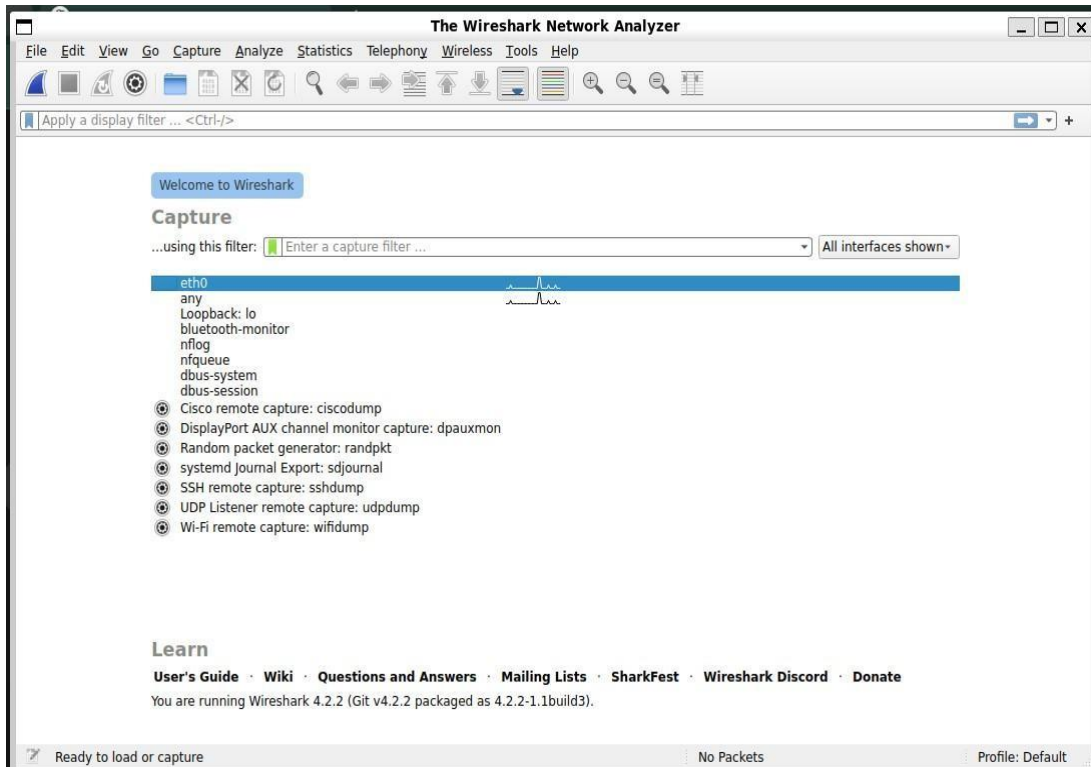 The Wireshark Network Analyzer
File Edit View Go Capture Analyze Statistics Telephony Wireless Tools Help
Apply a display filter ... <Ctrl-/>
+
Welcome to Wireshark
Capture
...using this filter: Enter a capture filter ... All interfaces shown
eth0
any
Loopback: lo
bluetooth-monitor
nflog
nfqueue
dbus-system
dbus-session
Cisco remote capture: ciscodump
DisplayPort AUX channel monitor capture: dpauxmon
Random packet generator: randpkt
systemd Journal Export: sdjournal
SSH remote capture: sshdump
UDP Listener remote capture: udpdump
Wi-Fi remote capture: wifidump
Learn
User's Guide · Wiki · Questions and Answers · Mailing Lists · SharkFest · Wireshark Discord · Donate
You are running Wireshark 4.2.2 (Git v4.2.2 packaged as 4.2.2-1.1build3).
Ready to load or capture No Packets Profile: Default